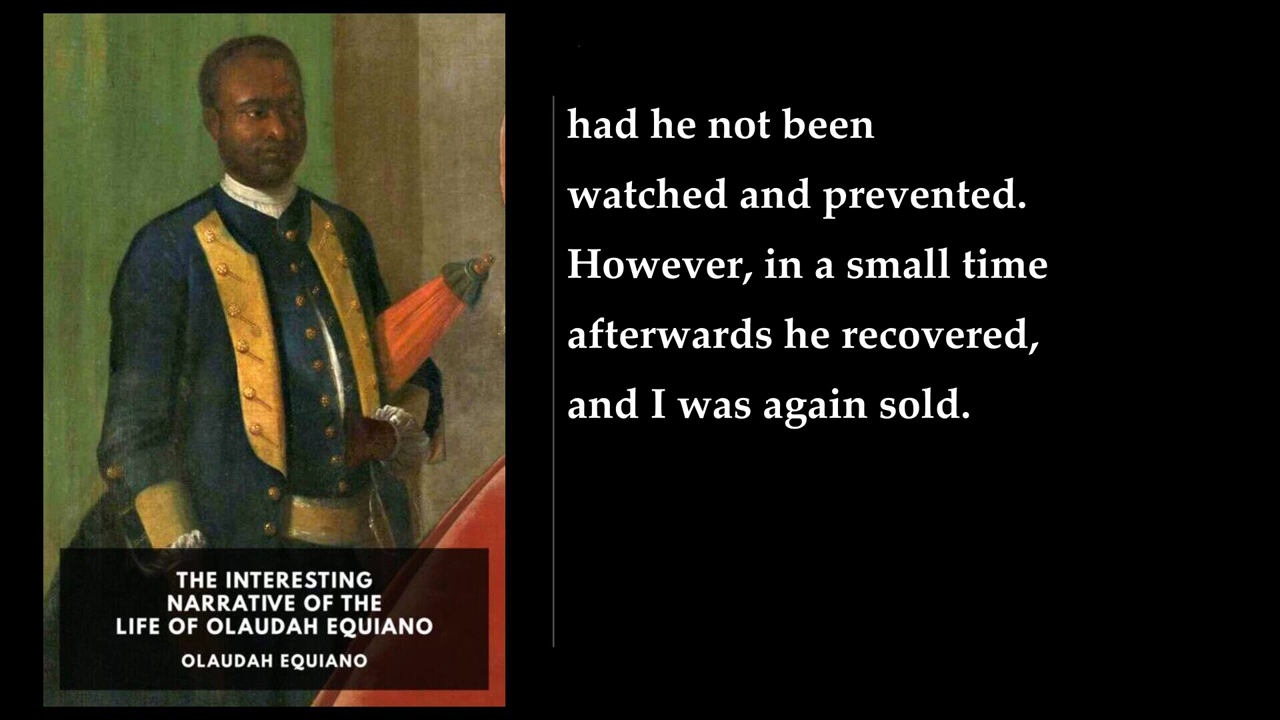 had he not been
watched and prevented.
However, in a small time
afterwards he recovered,
and I was again sold.
THE INTERESTING
NARRATIVE OF THE
LIFE OF OLAUDAH EQUIANO
OLAUDAH EQUIANO